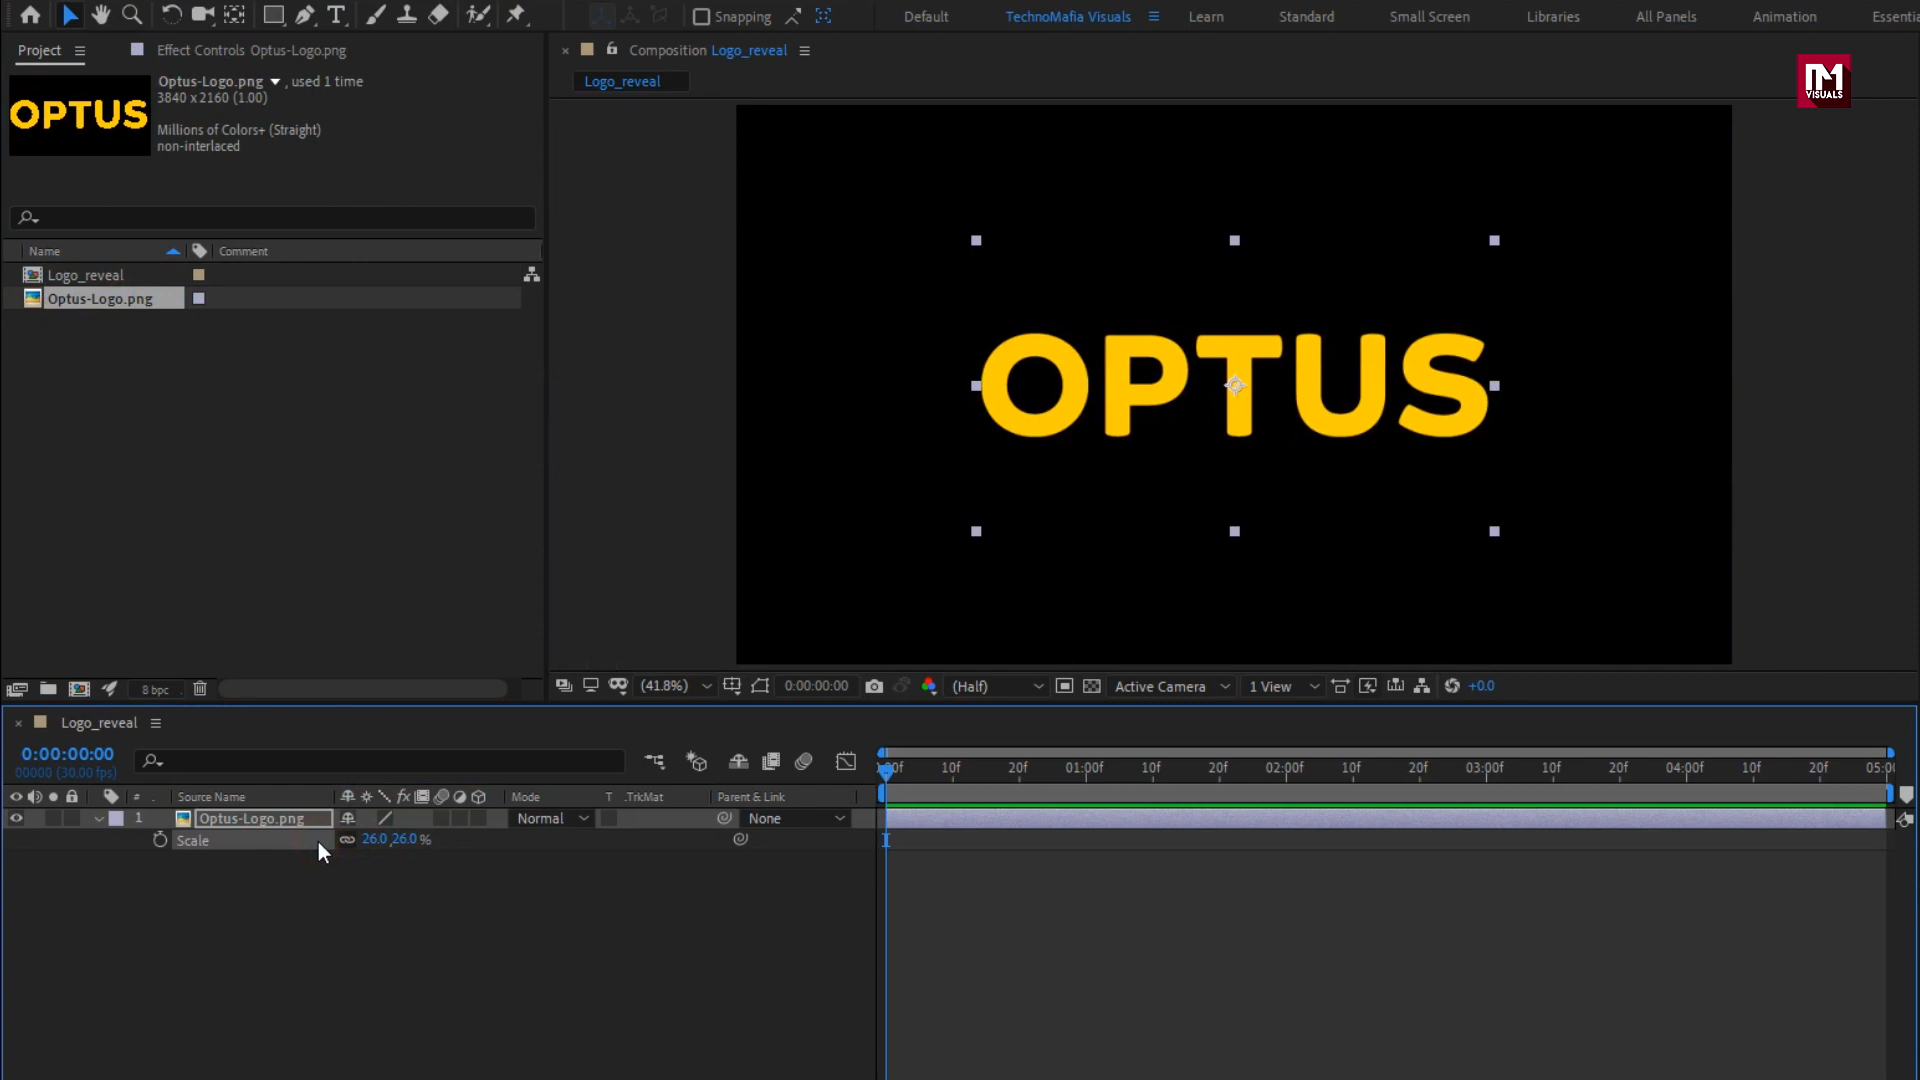 Snapping
Default
TechnoMafia Visuals
Learn
Standard
Small Screen
Libraries
All Panels
Animation
Essentia
Project
Effect Controls Optus-Logo.png
Composition Logo_reveal
Logo_reveal
M
VISUALS
OPTUS
Optus-Logo.png , used 1 time
3840 x 2160 (1.00)
Millions of Colors+ (Straight)
non-interlaced
Name
Comment
Logo_reveal
Optus-Logo.png
OPTUS
8 bpc
(41.8%)
0:00:00:00
(Half)
Active Camera
1 View
+0.0
Logo_reveal
0:00:00:00
00000 (30.00 fps)
10f 20f 01:00f 10f 20f 02:00f 10f 20f 03:00f 10f 20f 04:00f 10f 20f
# . Source Name fx Mode T .TrkMat Parent & Link
1 Optus-Logo.png Normal None
Scale 26.0,26.0 %